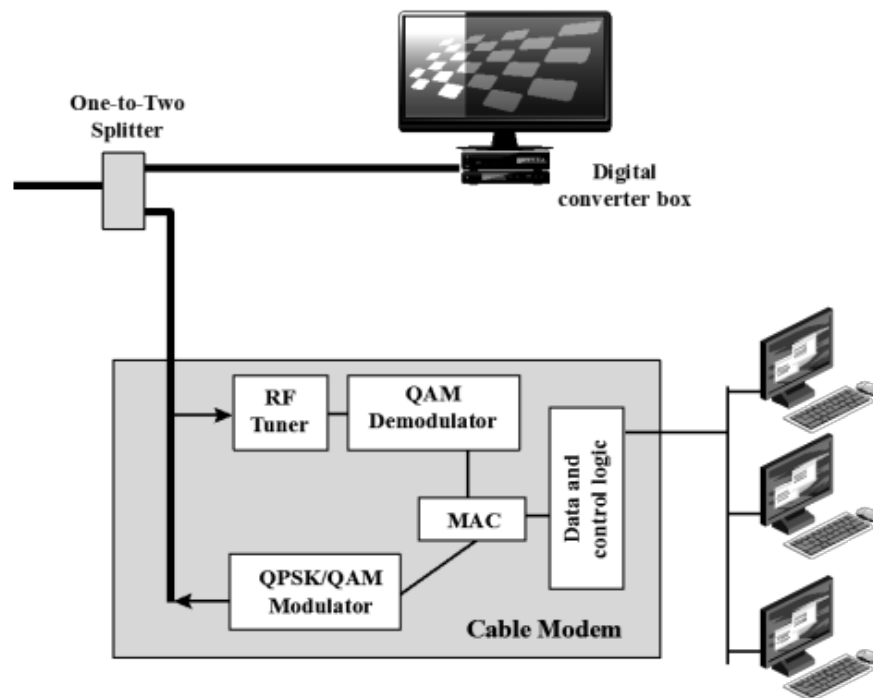 One-to-Two
Splitter
Digital
converter box
RF
Tuner
QAM
Demodulator
Data and
control logic
MAC
QPSK/QAM
Modulator
Cable Modem